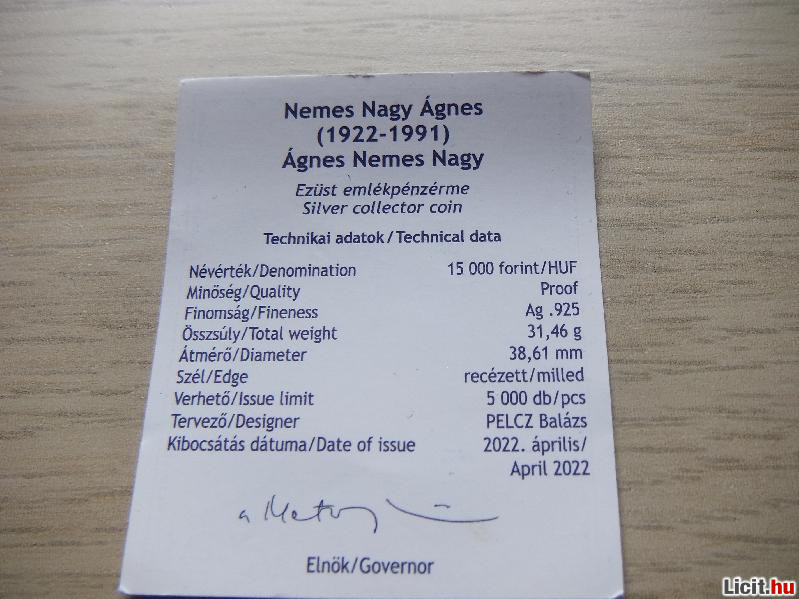 Nemes Nagy Ágnes
(1922-1991)
Ágnes Nemes Nagy
Ezüst emlékpénzérme
Silver collector coin
Technikai adatok/Technical data
Névérték/Denomination 15 000 forint/HUF
Minőség/Quality Proof
Finomság/Fineness Ag .925
Összsúly/Total weight 31,46 g
Átmérő/Diameter 38,61 mm
Szél/Edge recézett/milled
Verhető/Issue limit 5 000 db/pcs
Tervező/Designer PELCZ Balázs
Kibocsátás dátuma/Date of issue 2022. április/
April 2022
Elnök/Governor
Licit.hu